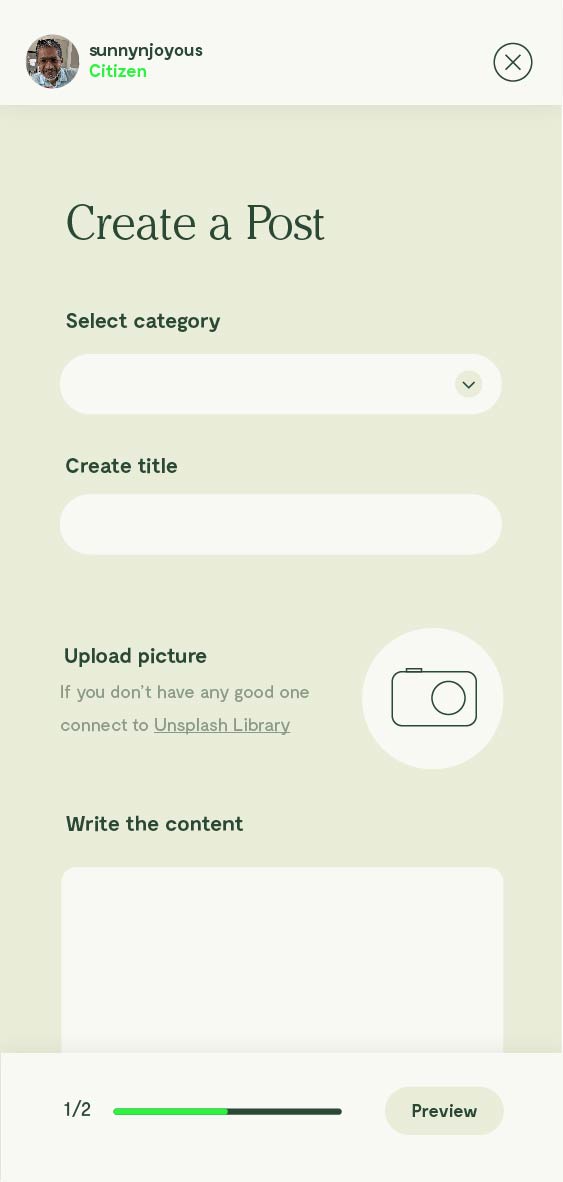 sunnynjoyous
Citizen
Create a Post
Select category
Create title
Upload picture
If you don't have any good one
connect to Unsplash Library
Write the content
1/2
Preview